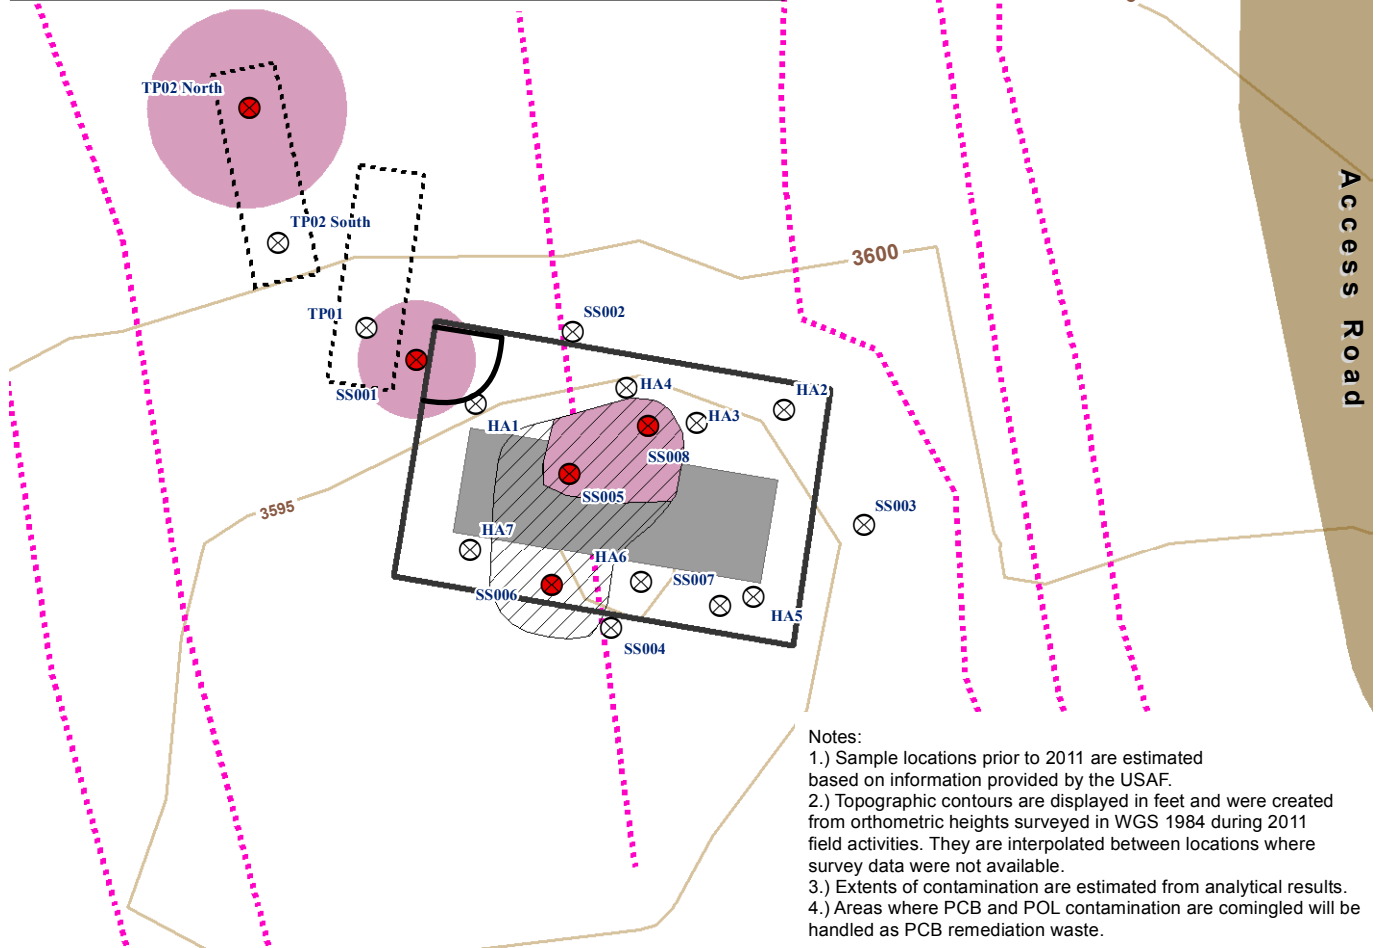 TP02 North
TP02 South
3600
Access Road
TP01
SS002
SS001
HA4
HA2
HA3
HA1
SS008
SS005
3595
SS003
HA7
HA6
SS007
SS006
HA5
SS004
Notes:
1.) Sample locations prior to 2011 are estimated
based on information provided by the USAF.
2.) Topographic contours are displayed in feet and were created
from orthometric heights surveyed in WGS 1984 during 2011
field activities. They are interpolated between locations where
survey data were not available.
3.) Extents of contamination are estimated from analytical results.
4.) Areas where PCB and POL contamination are comingled will be
handled as PCB remediation waste.